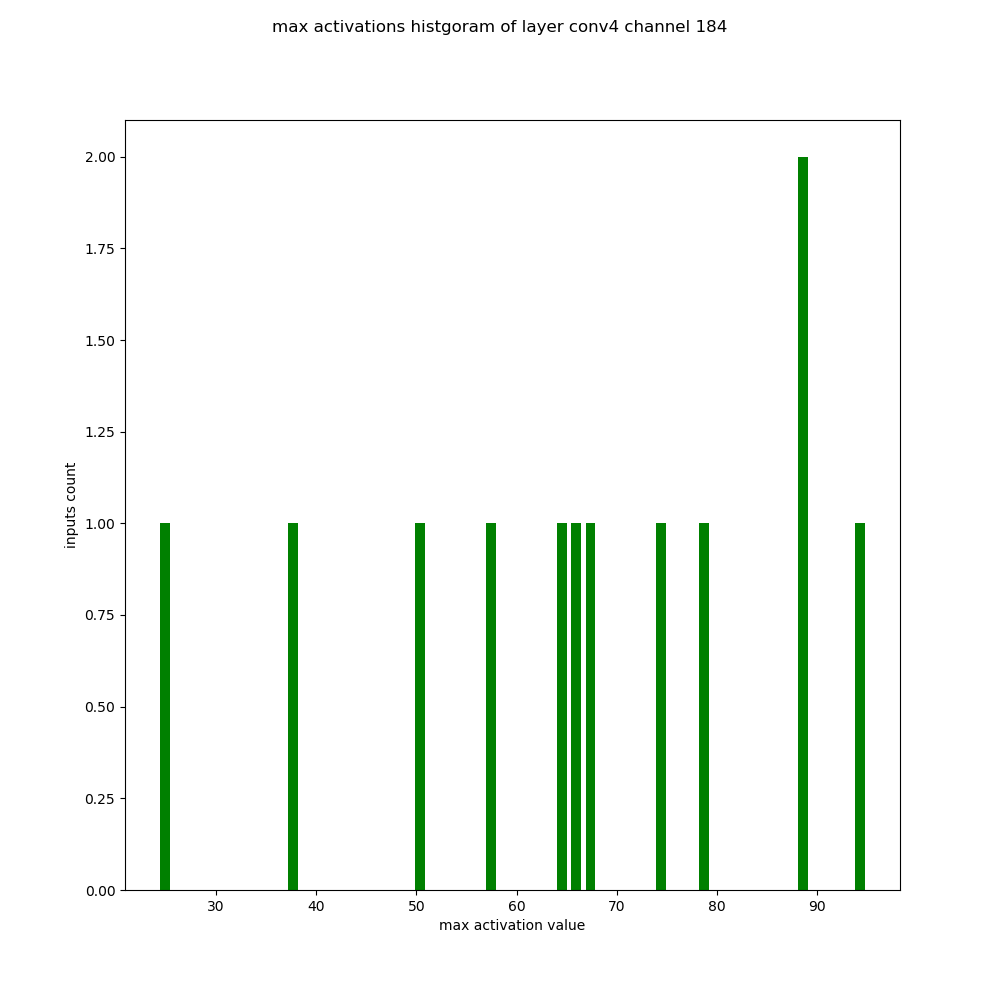 max activations histgoram of layer conv4 channel 184
2.00
1.75
1.50
1.25
1.00
0.75
0.50
0.25
0.00
inputs count
30 40 50 60 70 80 90
max activation value